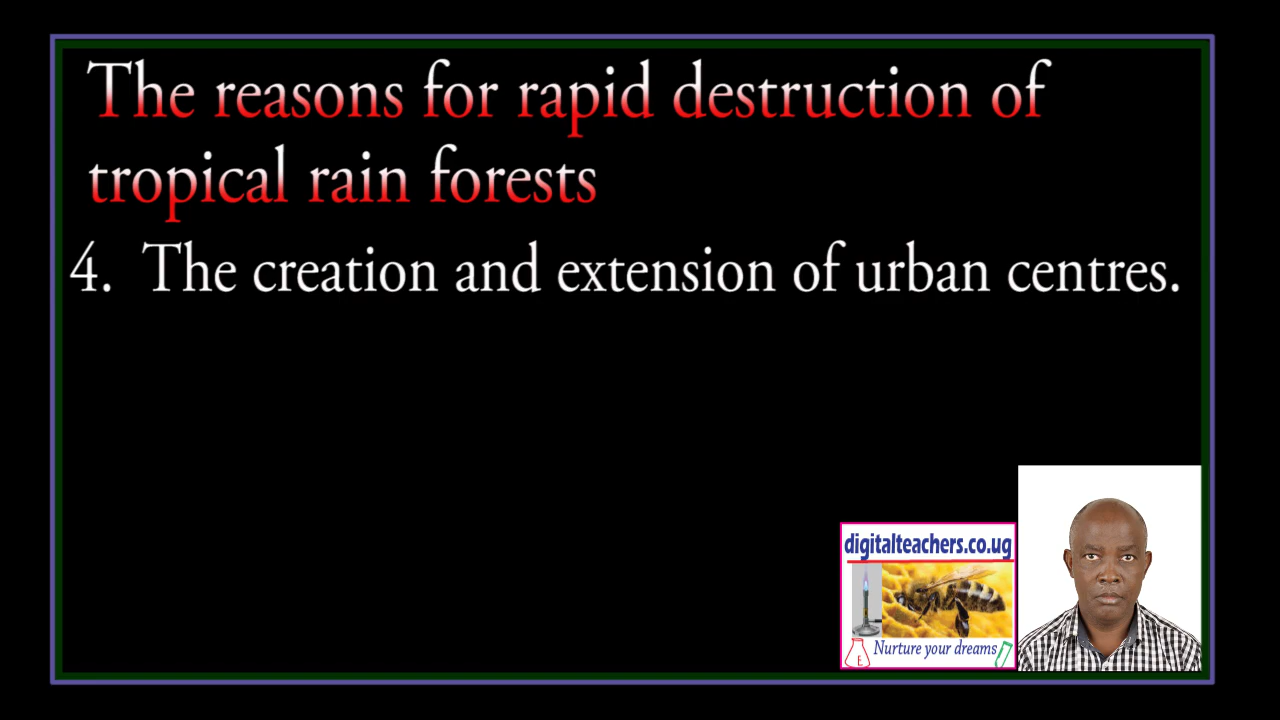 The reasons for rapid destruction of
tropical rain forests
4. The creation and extension of urban centres.
digitalteachers.co.ug
E
Nurture your dreams